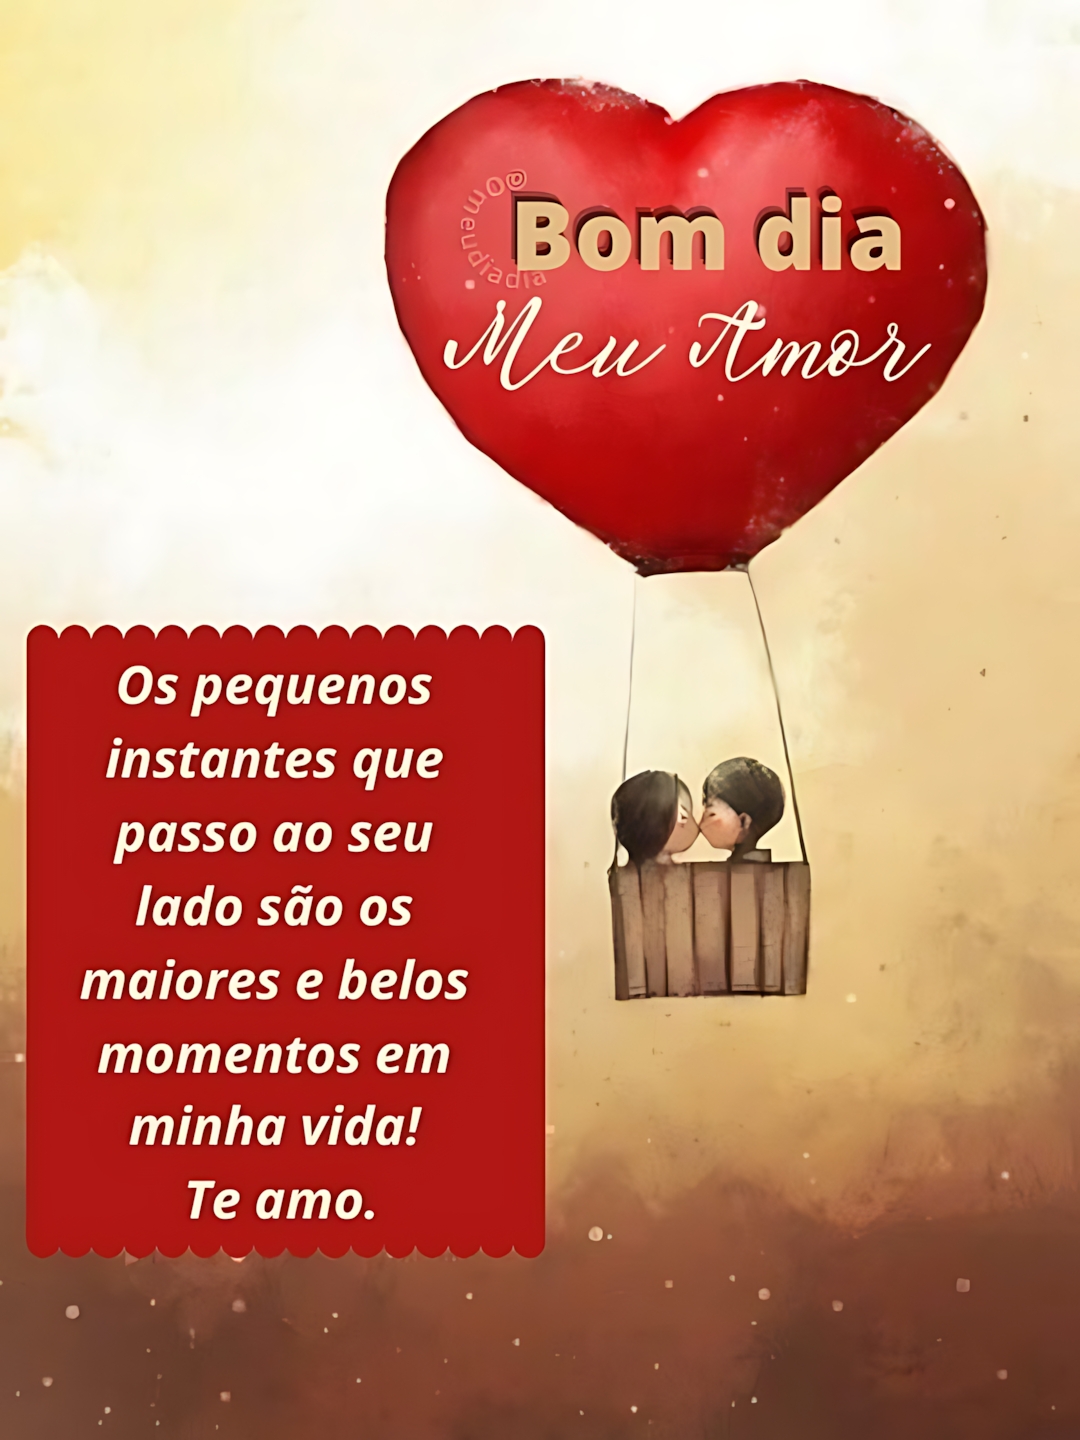 @Omeudiadia
Bom dia
Meu Amor
Os pequenos
instantes que
passo ao seu
lado são os
maiores e belos
momentos em
minha vida!
Te amo.